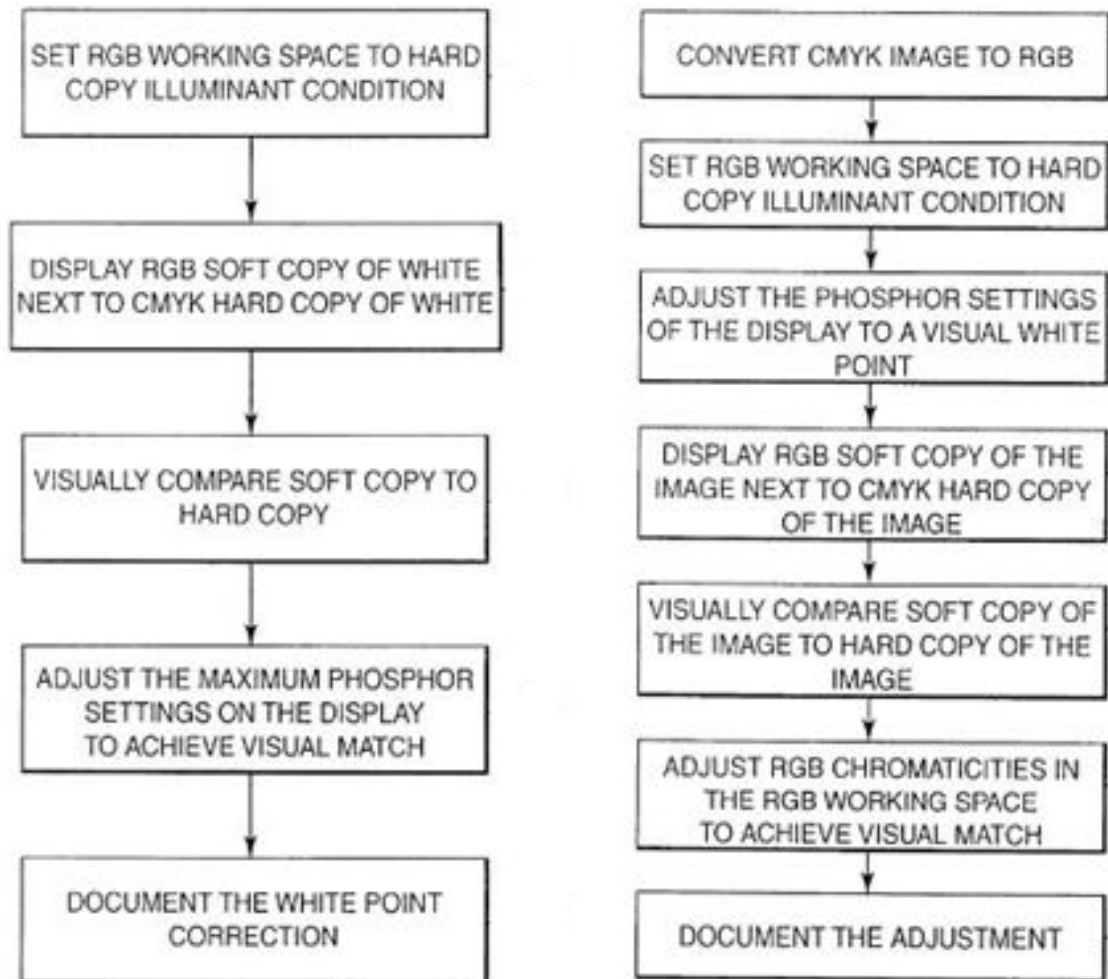 SET RGB WORKING SPACE TO HARD
COPY ILLUMINANT CONDITION
DISPLAY RGB SOFT COPY OF WHITE
NEXT TO CMYK HARD COPY OF WHITE
VISUALLY COMPARE SOFT COPY TO
HARD COPY
ADJUST THE MAXIMUM PHOSPHOR
SETTINGS ON THE DISPLAY
TO ACHIEVE VISUAL MATCH
DOCUMENT THE WHITE POINT
CORRECTION
CONVERT CMYK IMAGE TO RGB
SET RGB WORKING SPACE TO HARD
COPY ILLUMINANT CONDITION
ADJUST THE PHOSPHOR SETTINGS
OF THE DISPLAY TO A VISUAL WHITE
POINT
DISPLAY RGB SOFT COPY OF THE
IMAGE NEXT TO CMYK HARD COPY
OF THE IMAGE
VISUALLY COMPARE SOFT COPY OF
THE IMAGE TO HARD COPY OF THE
IMAGE
ADJUST RGB CHROMATICITIES IN
THE RGB WORKING SPACE
TO ACHIEVE VISUAL MATCH
DOCUMENT THE ADJUSTMENT